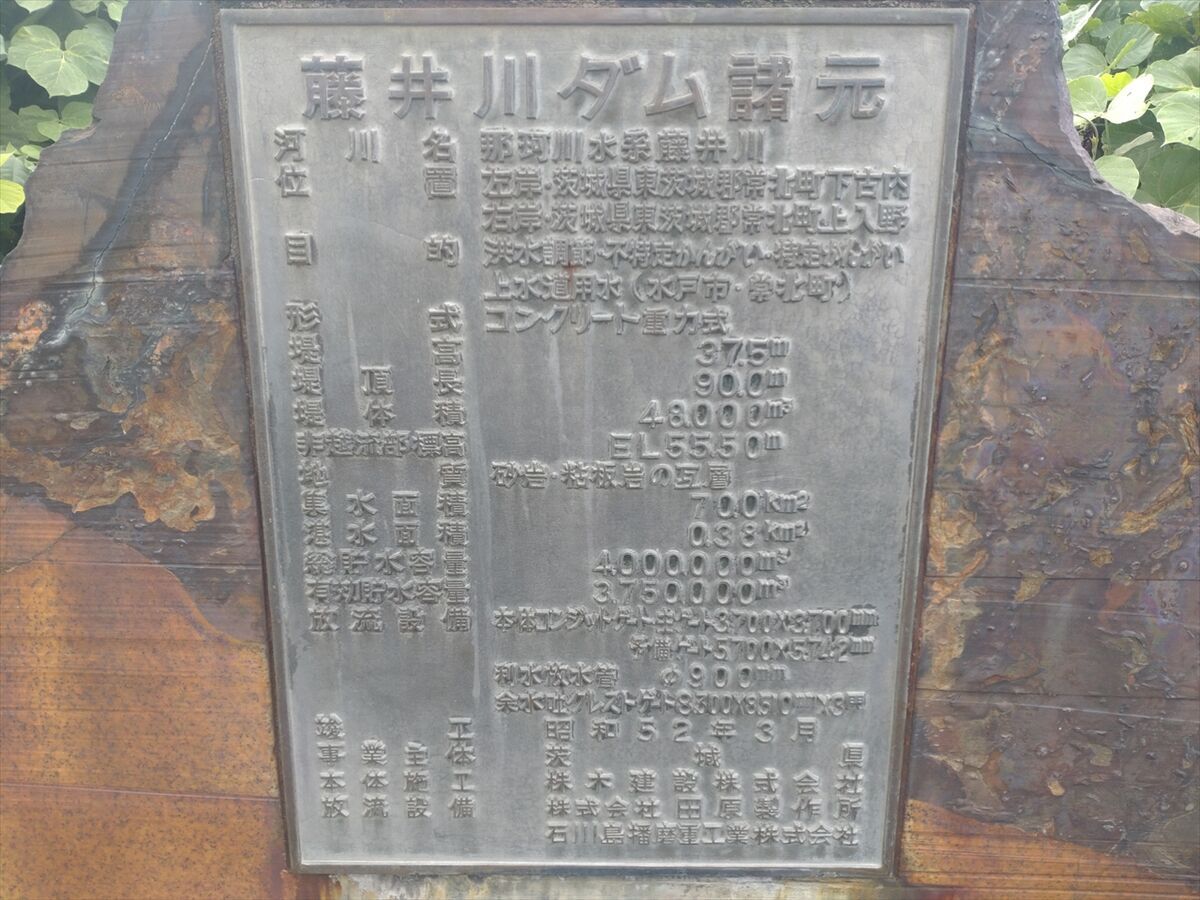 藤井川ダム諸元
河川名 那珂川水系藤井川
位置 左岸・茨城県東茨城郡常北町下古内
右岸・茨城県東茨城郡常北町上入野
目的 洪水調節・不特定かんがい・特定かんがい
上水道用水(水戸市・常北町)
形式 コンクリート重力式
堤高 37.5m
堤頂長 90.0m
堤体積 48.000m³
非越流部標高 EL55.50m
地質 砂岩・粘板岩の互層
集水面積 70.0km²
湛水面積 0.38km²
総貯水容量 4.000.000m³
有効貯水容量 3.750.000m³
放流設備 本体コンジットゲート主ゲート3.700×3.700mm
予備ゲート5.700×5.742mm
利水放水管 φ900mm
余水吐クレストゲート8.300×8.510mm×3門
竣工 昭和52年3月
事業主体 茨城県
本体施工 株木建設株式会社
放流設備 株式会社田原製作所
石川島播磨重工業株式会社